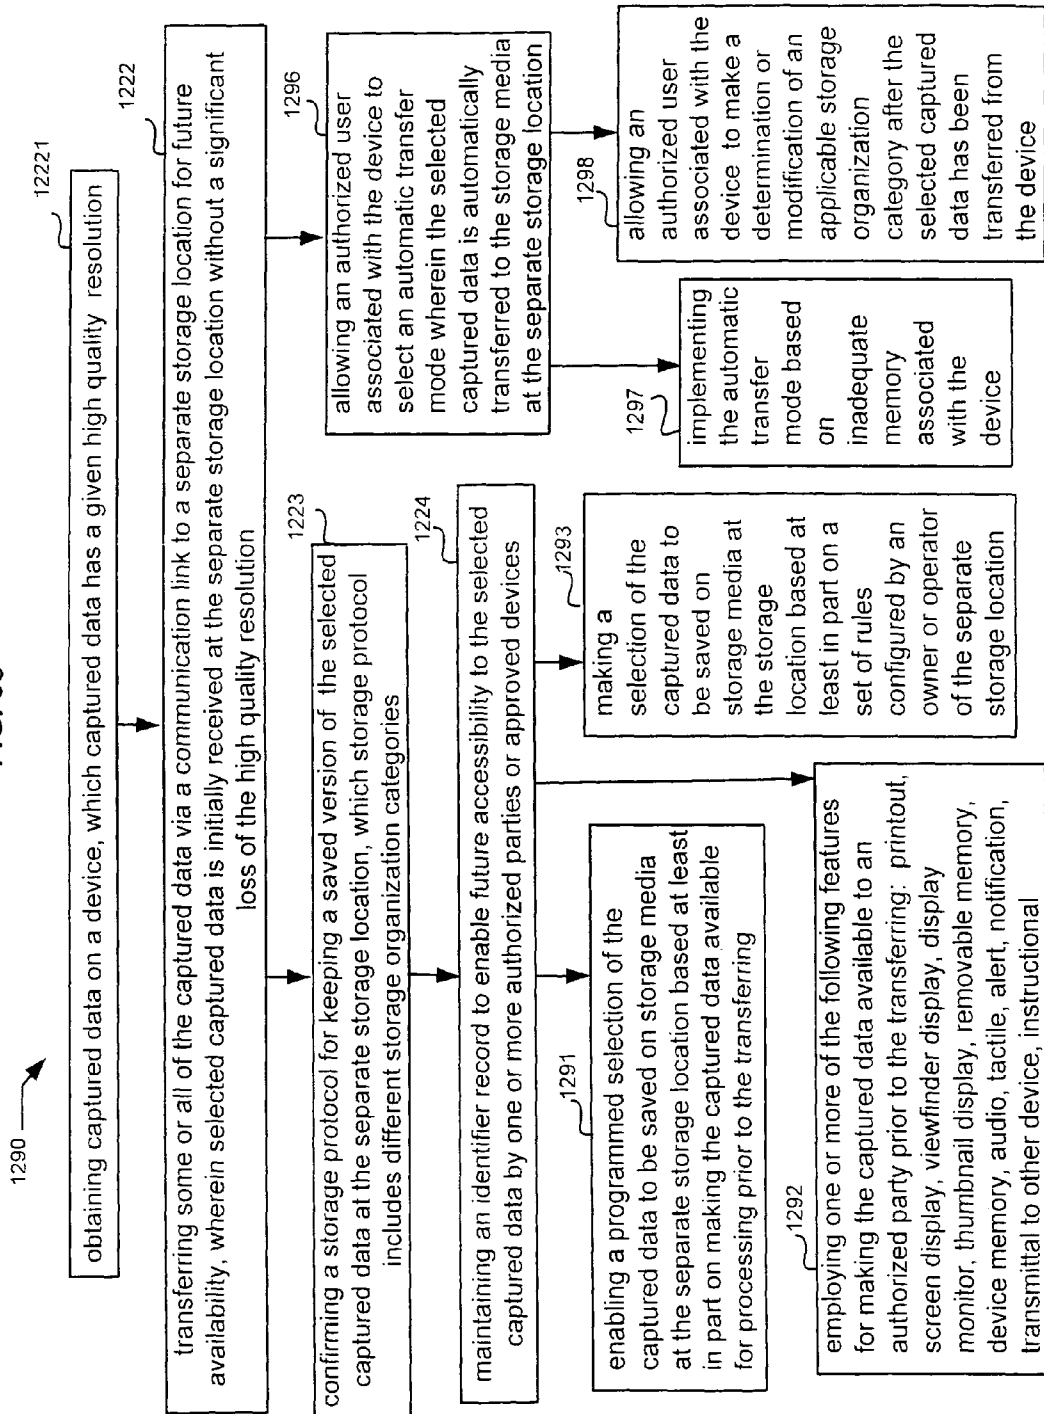 1290
12221
obtaining captured data on a device, which captured data has a given high quality resolution
1222
transferring some or all of the captured data via a communication link to a separate storage location for future
availability, wherein selected captured data is initially received at the separate storage location without a significant
loss of the high quality resolution
1223
confirming a storage protocol for keeping a saved version of the selected
captured data at the separate storage location, which storage protocol
includes different storage organization categories
1224
maintaining an identifier record to enable future accessibility to the selected
captured data by one or more authorized parties or approved devices
1291
enabling a programmed selection of the
captured data to be saved on storage media
at the separate storage location based at least
in part on making the captured data available
for processing prior to the transferring
1292
employing one or more of the following features
for making the captured data available to an
authorized party prior to the transferring: printout,
screen display, viewfinder display, display
monitor, thumbnail display, removable memory,
device memory, audio, tactile, alert, notification,
transmittal to other device, instructional
1293
making a
selection of the
captured data to
be saved on
storage media at
the storage
location based at
least in part on a
set of rules
configured by an
owner or operator
of the separate
storage location
1296
allowing an authorized user
associated with the device to
select an automatic transfer
mode wherein the selected
captured data is automatically
transferred to the storage media
at the separate storage location
1297
implementing
the automatic
transfer
mode based
on
inadequate
memory
associated
with the
device
1298
allowing an
authorized user
associated with the
device to make a
determination or
modification of an
applicable storage
organization
category after the
selected captured
data has been
transferred from
the device